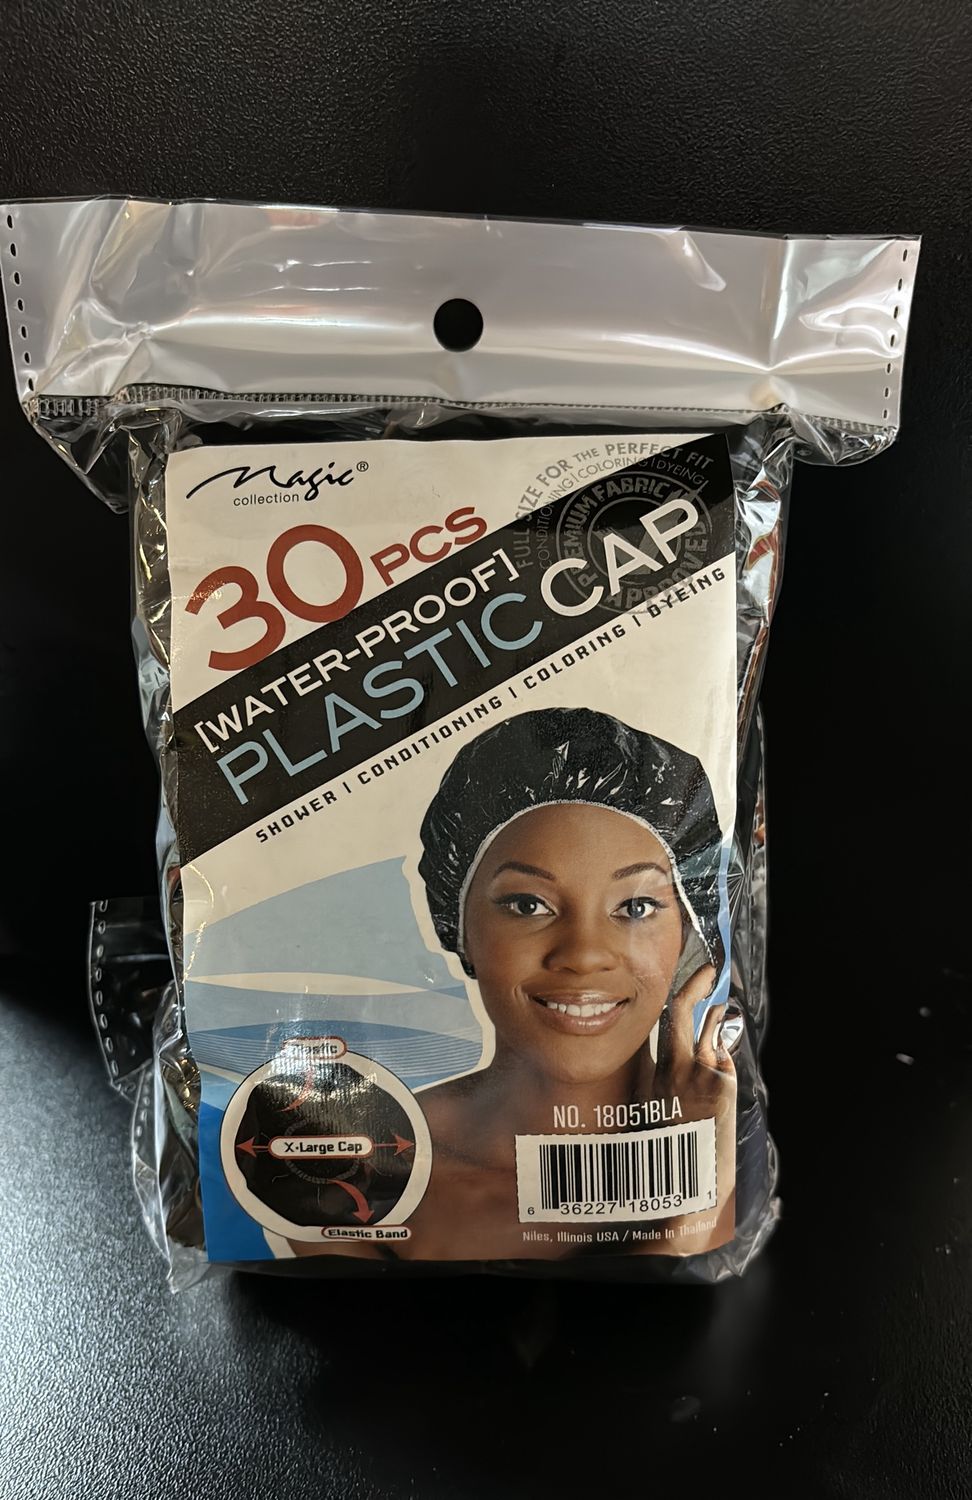 Magic®
collection
30 PCS
[WATER-PROOF]
PLASTIC CAP
SHOWER | CONDITIONING | COLORING | DYEING
FULL-SIZE FOR THE PERFECT FIT
CONDITIONING | COLORING | DYEING
PREMIUM FABRIC
APPROVED
Plastic
X-Large Cap
Elastic Band
NO. 18051BLA
6 36227 18053 1
Niles, Illinois USA / Made In Thailand